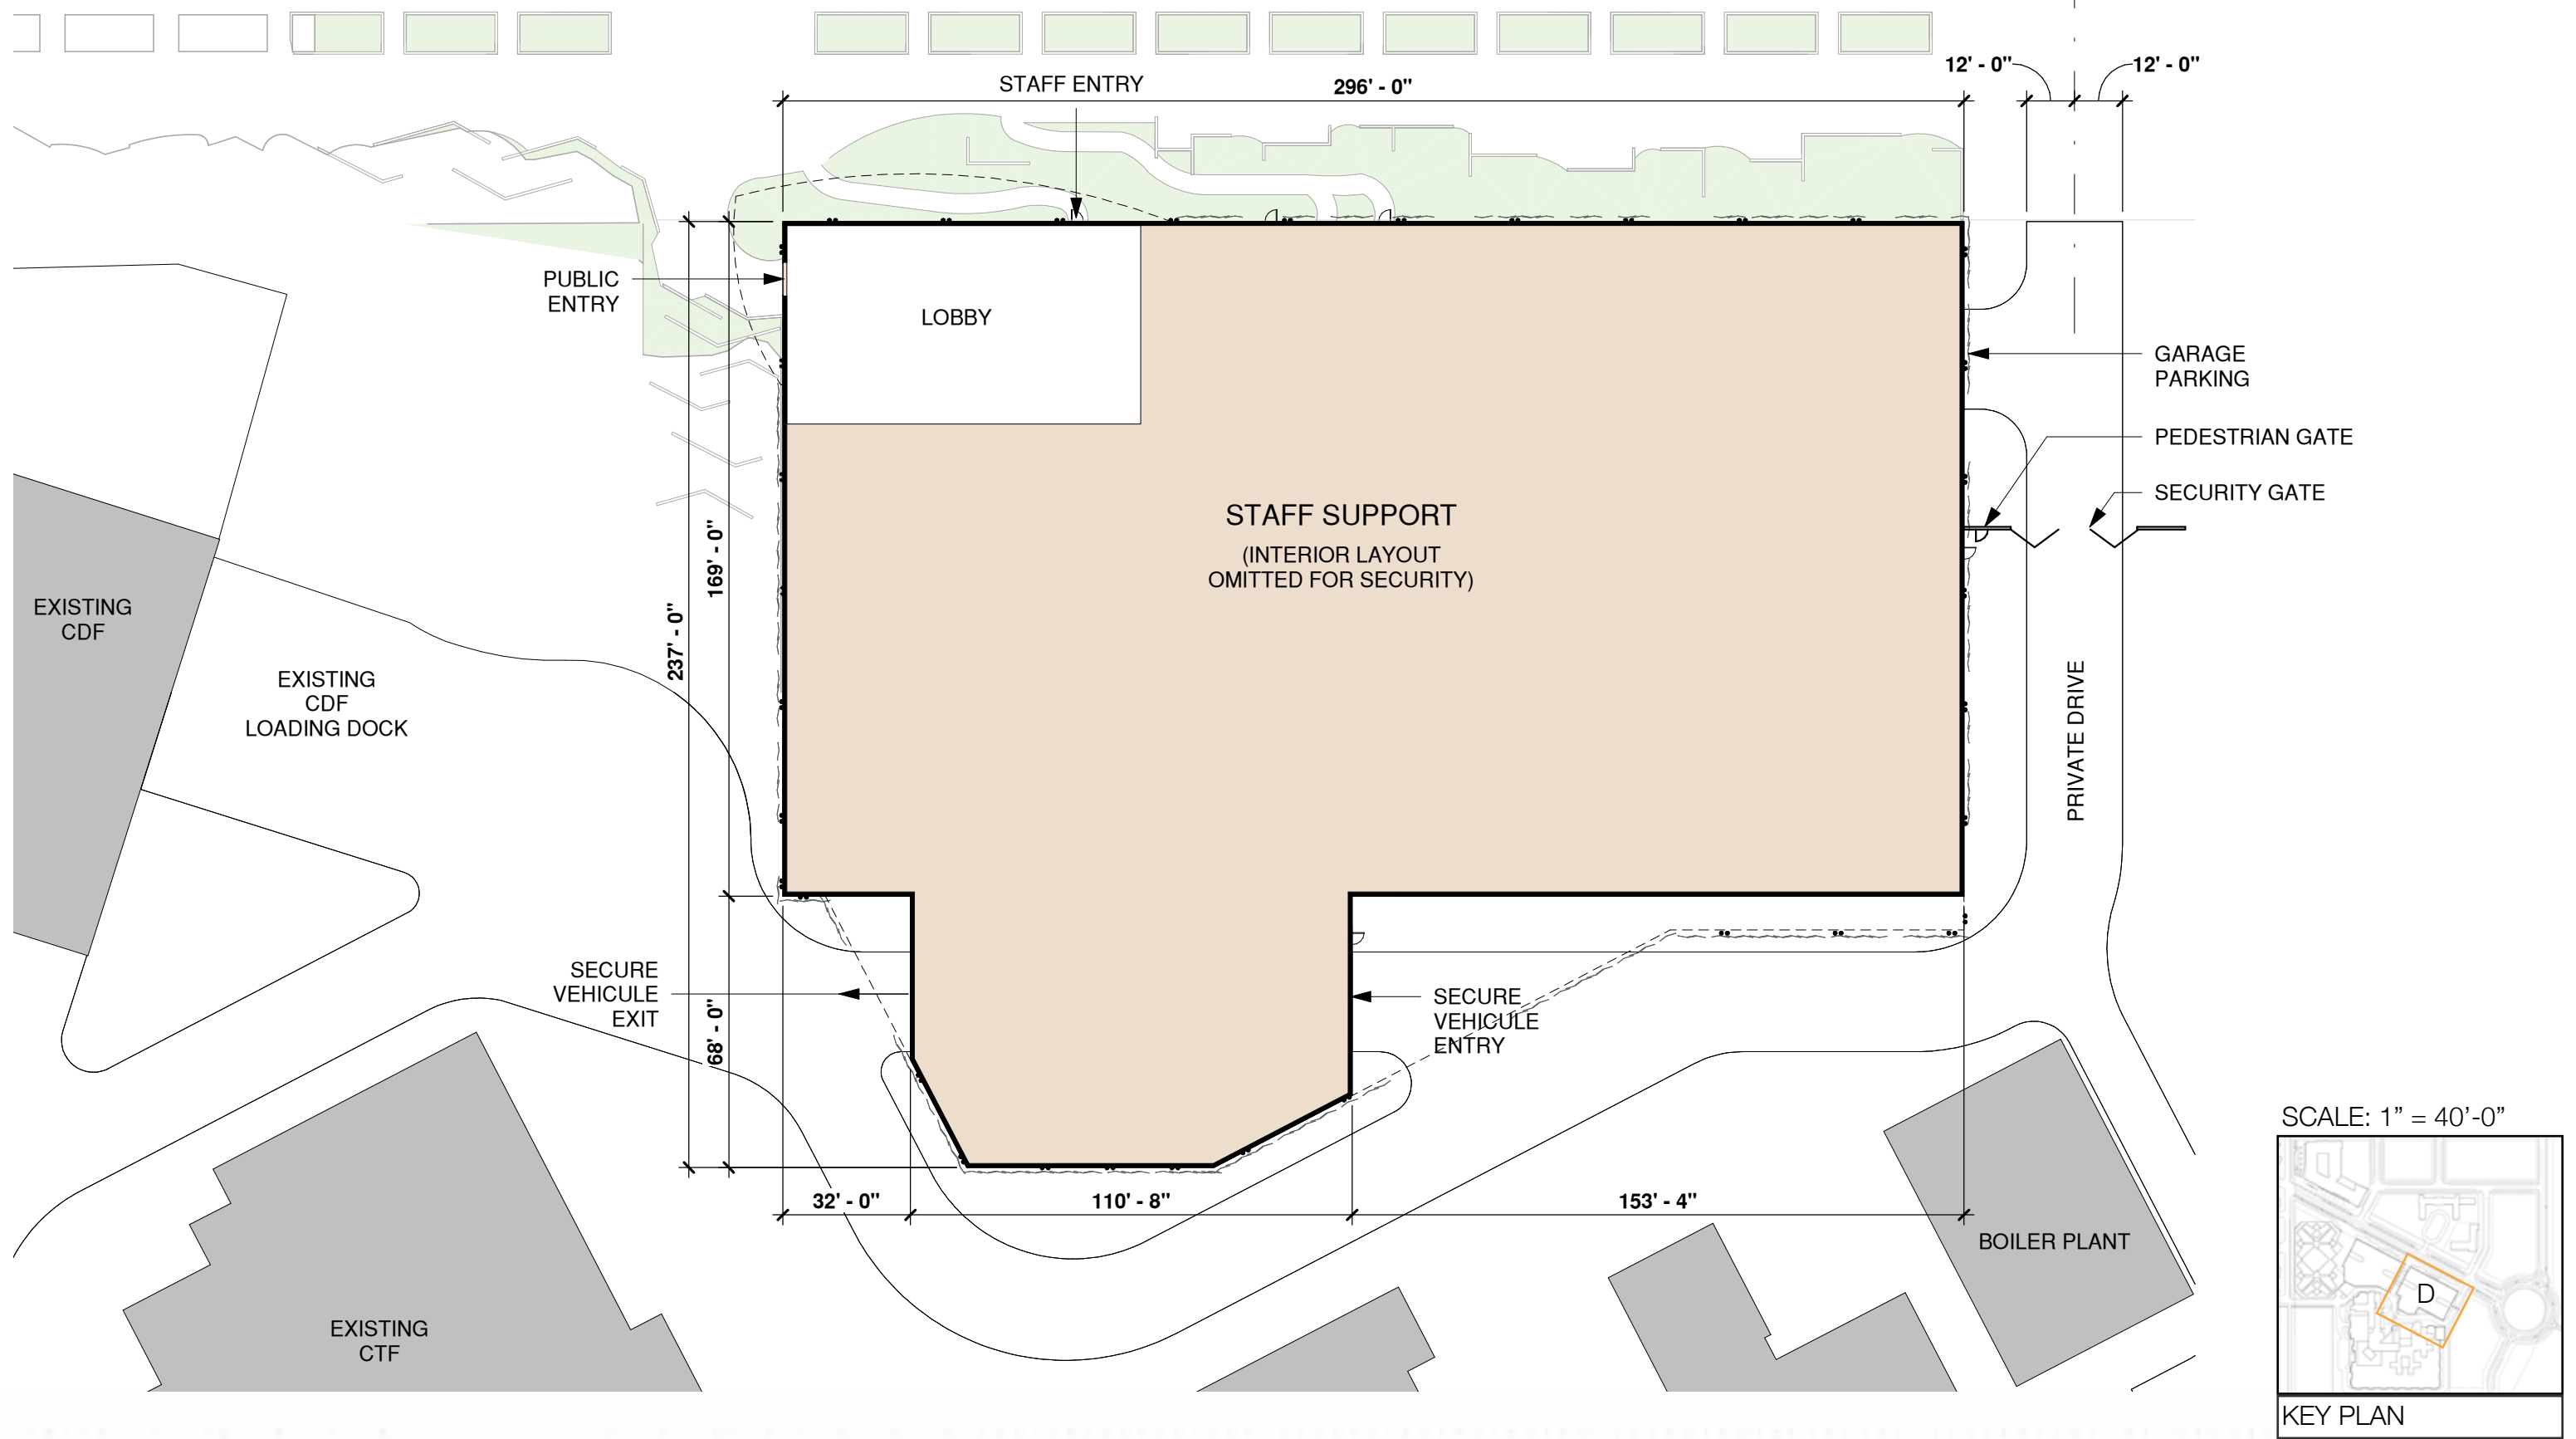 STAFF ENTRY
296' - 0"
12' - 0"
12' - 0"
PUBLIC
ENTRY
LOBBY
GARAGE
PARKING
PEDESTRIAN GATE
SECURITY GATE
STAFF SUPPORT
(INTERIOR LAYOUT
OMITTED FOR SECURITY)
169' - 0"
237' - 0"
EXISTING
CDF
EXISTING
CDF
LOADING DOCK
PRIVATE DRIVE
SECURE
VEHICULE
EXIT
68' - 0"
SECURE
VEHICULE
ENTRY
32' - 0"
110' - 8"
153' - 4"
BOILER PLANT
EXISTING
CTF
SCALE: 1” = 40’-0”
D
KEY PLAN